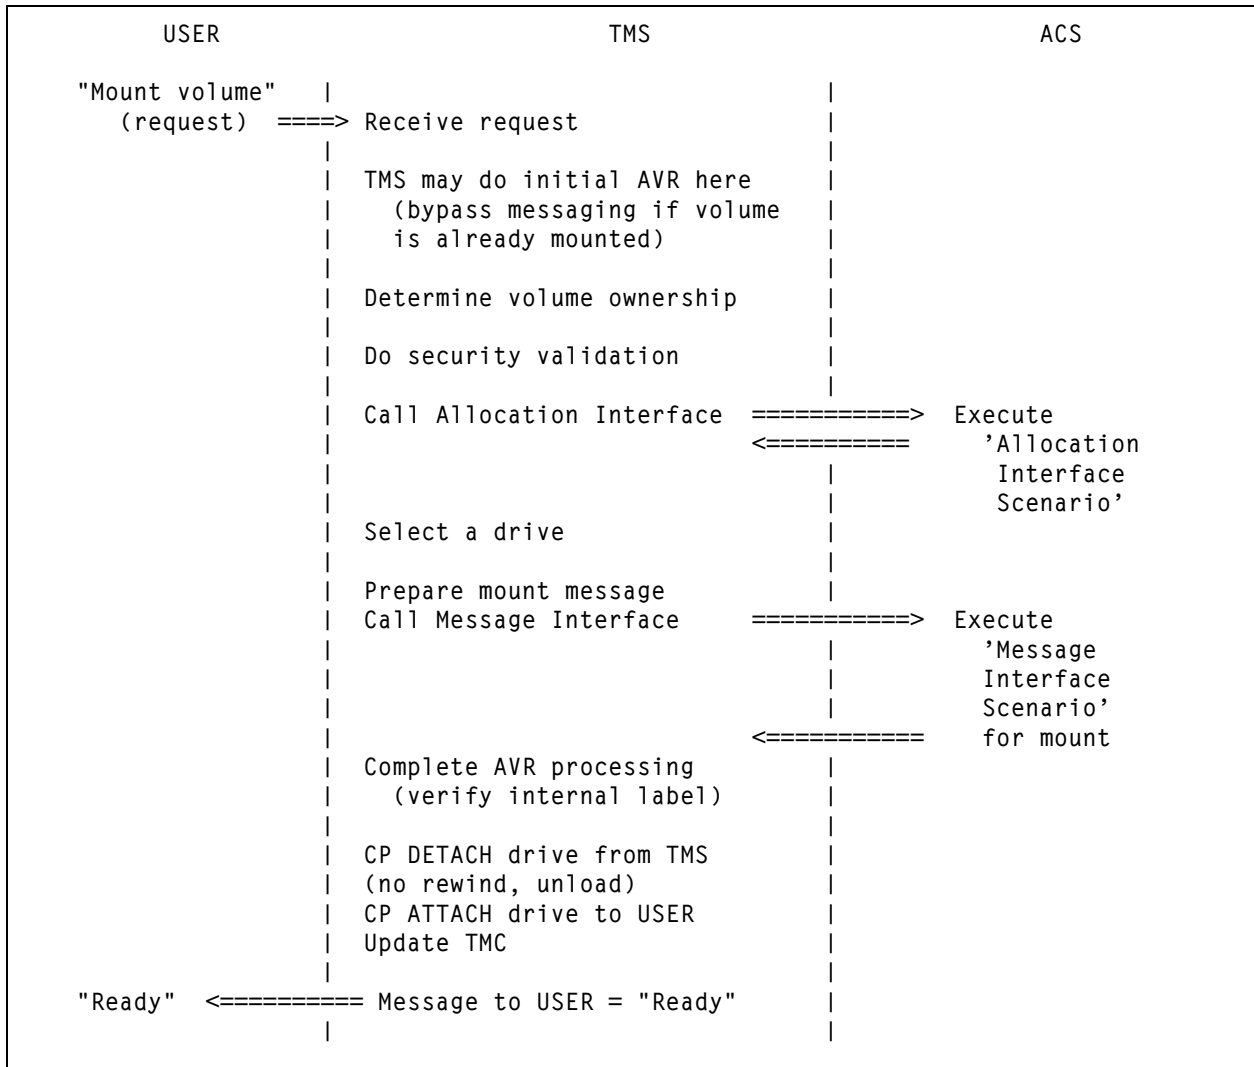 USER TMS ACS
"Mount volume" | |
(request) ====> Receive request |
| |
| TMS may do initial AVR here |
| (bypass messaging if volume |
| is already mounted) |
| |
| Determine volume ownership |
| |
| Do security validation |
| |
| Call Allocation Interface ===========> Execute
| <========== ’Allocation
| | Interface
| | Scenario’
| Select a drive |
| |
| Prepare mount message |
| Call Message Interface ===========> Execute
| | ’Message
| | Interface
| | Scenario’
| <=========== for mount
| Complete AVR processing |
| (verify internal label) |
| |
| CP DETACH drive from TMS |
| (no rewind, unload) |
| CP ATTACH drive to USER |
| Update TMC |
| |
"Ready" <========== Message to USER = "Ready" |
| |